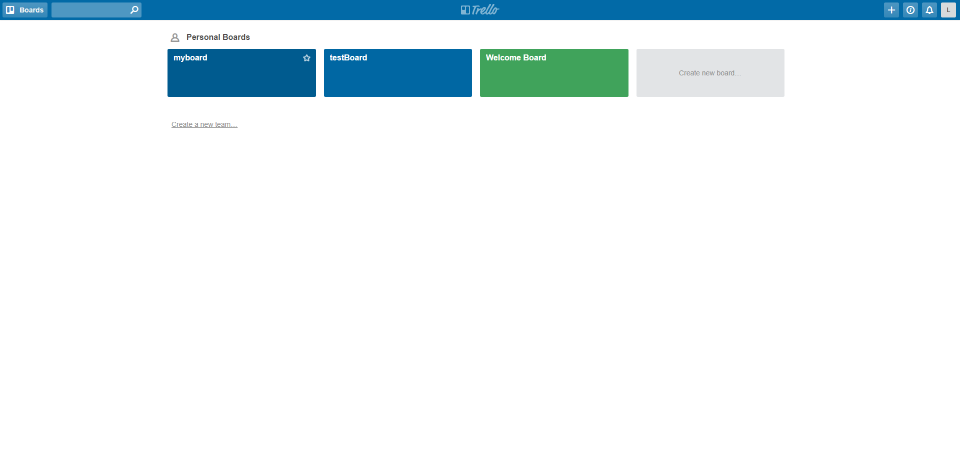 Boards
Trello
L
Personal Boards
myboard
testBoard
Welcome Board
Create new board...
Create a new team...